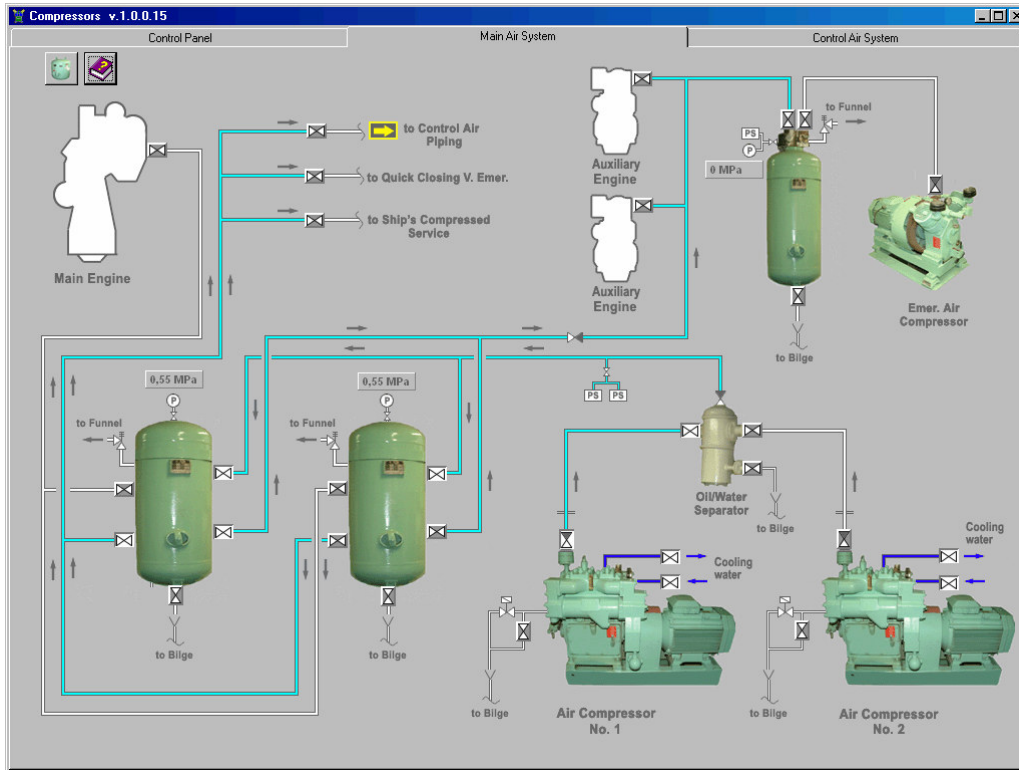 Compressors v.1.0.0.15
Control Panel
Main Air System
Control Air System
to Control Air
Piping
to Quick Closing V. Emer.
to Ship's Compressed
Service
Main Engine
Auxiliary
Engine
Auxiliary
Engine
PS
P
0 MPa
to Funnel
Emer. Air
Compressor
to Bilge
0,55 MPa
P
to Funnel
to Bilge
0,55 MPa
P
to Funnel
to Bilge
PS
PS
Oil/Water
Separator
to Bilge
Cooling
water
to Bilge
Air Compressor
No. 1
Cooling
water
to Bilge
Air Compressor
No. 2